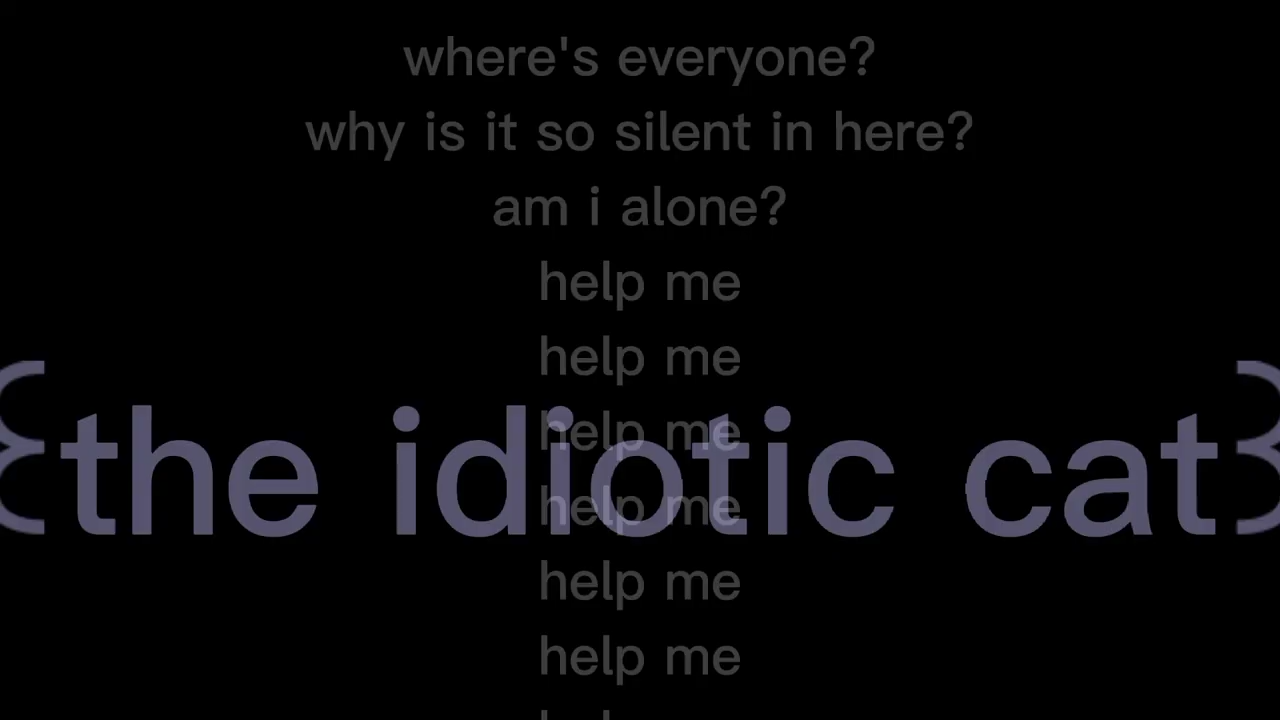 where's everyone?
why is it so silent in here?
am i alone?
help me
help me
help me
꒰the idiotic cat꒱
help me
help me
help me